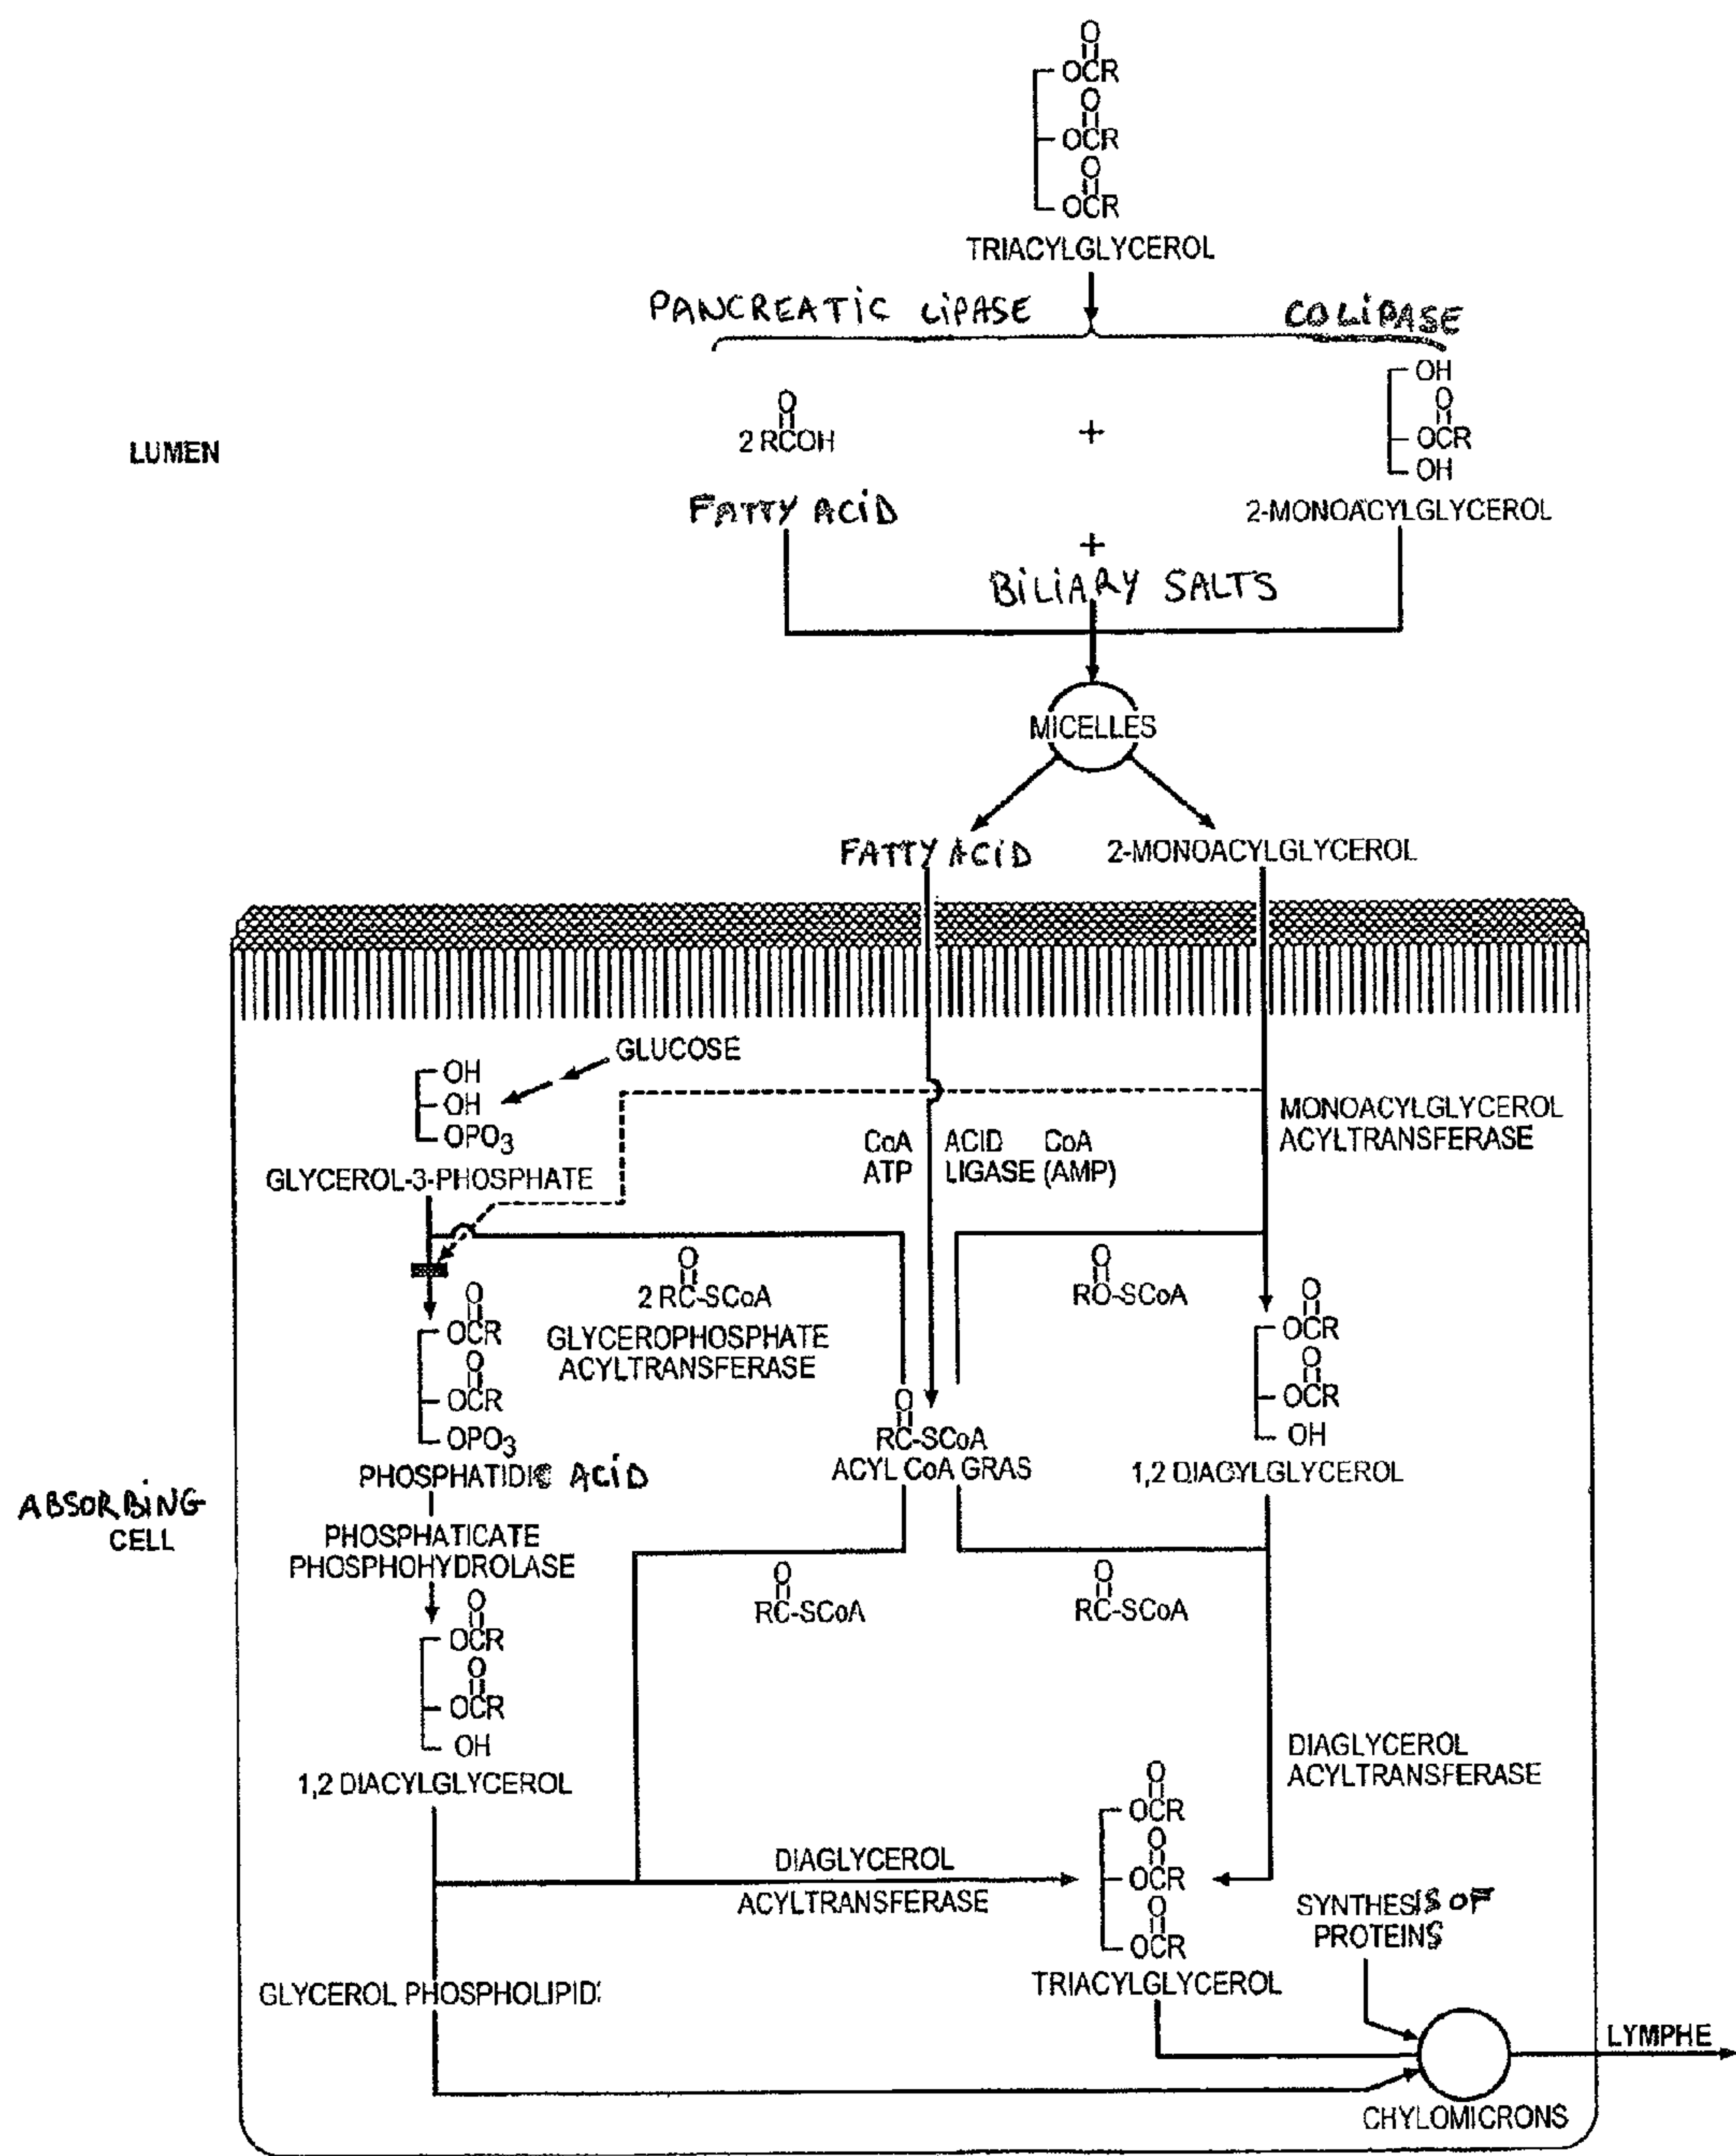 O
OCR
O
OCR
O
OCR
TRIACYLGLYCEROL
PANCREATIC LiPASE
COLiPASE
LUMEN
O
2 RCOH
+
OH
O
OCR
OH
FATTY ACiD
2-MONOACYLGLYCEROL
+
BiLiARY SALTS
MICELLES
FATTY ACiD
2-MONOACYLGLYCEROL
GLUCOSE
OH
OH
OPO3
GLYCEROL-3-PHOSPHATE
MONOACYLGLYCEROL
ACYLTRANSFERASE
CoA ACID CoA
ATP LIGASE (AMP)
O
2 RC-SCoA
GLYCEROPHOSPHATE
ACYLTRANSFERASE
O
RO-SCoA
O
OCR
O
OCR
OPO3
PHOSPHATIDIC ACiD
O
RC-SCoA
ACYL CoA GRAS
O
OCR
O
OCR
OH
1,2 DIACYLGLYCEROL
ABSORBiNG
CELL
PHOSPHATICATE
PHOSPHOHYDROLASE
O
RC-SCoA
O
RC-SCoA
O
OCR
O
OCR
OH
1,2 DIACYLGLYCEROL
DIAGLYCEROL
ACYLTRANSFERASE
DIAGLYCEROL
ACYLTRANSFERASE
O
OCR
O
OCR
O
OCR
TRIACYLGLYCEROL
SYNTHESIS OF
PROTEINS
GLYCEROL PHOSPHOLIPID:
LYMPHE
CHYLOMICRONS